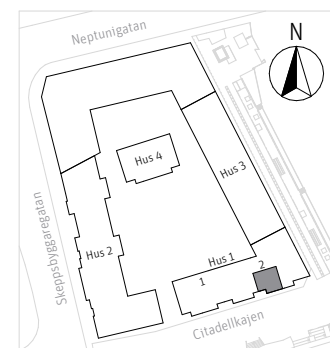 Neptunigatan
N
Hus 4
Hus 3
Skeppsbyggaregatan
Hus 2
Hus 1
2
1
Citadellkajen